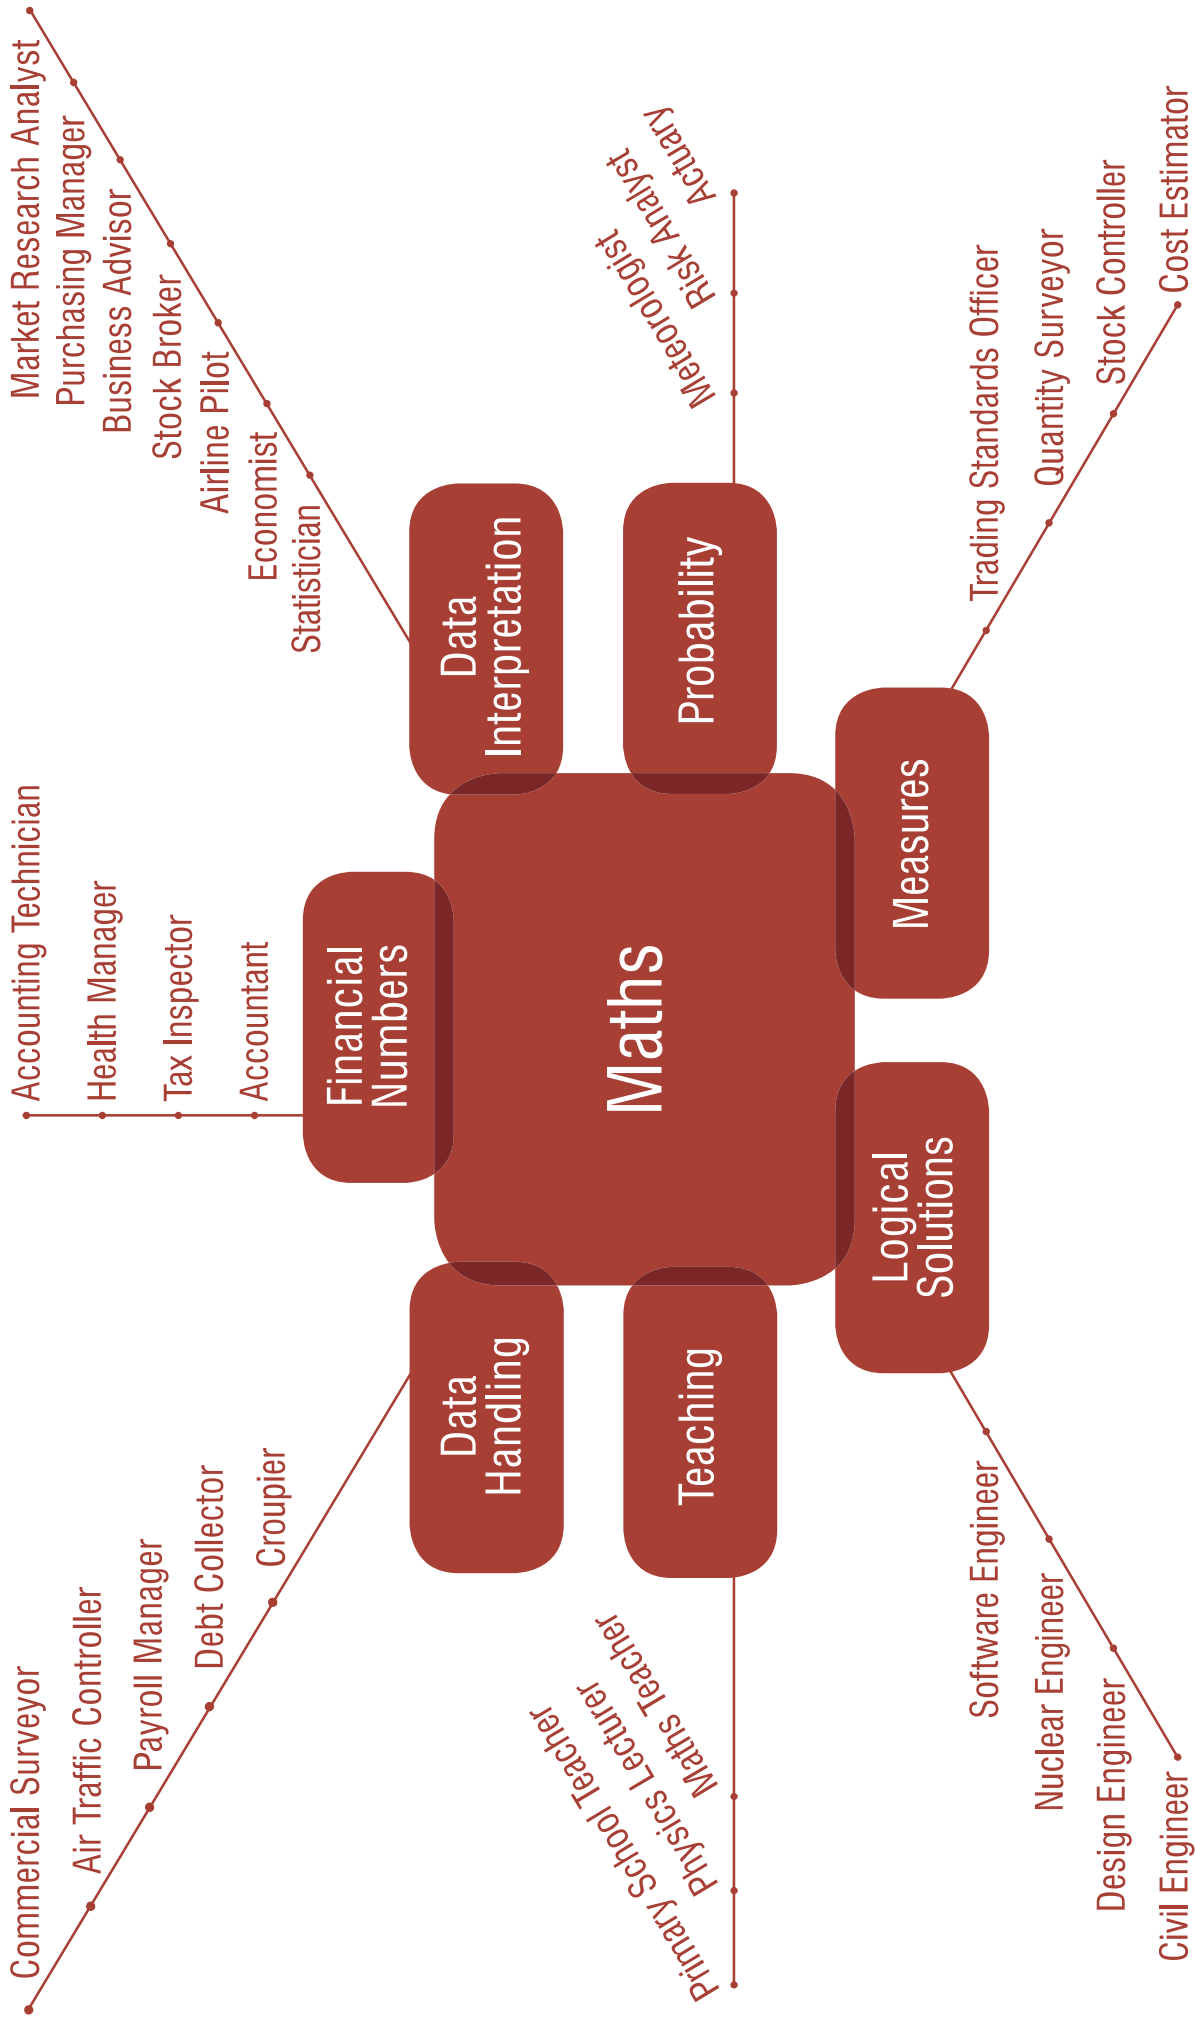 Commercial Surveyor
Air Traffic Controller
Payroll Manager
Debt Collector
Croupier
Accounting Technician
Health Manager
Tax Inspector
Accountant
Market Research Analyst
Purchasing Manager
Business Advisor
Stock Broker
Airline Pilot
Economist
Statistician
Data
Handling
Financial
Numbers
Data
Interpretation
Primary School Teacher
Physics Lecturer
Maths Teacher
Teaching
Maths
Probability
Meteorologist
Risk Analyst
Actuary
Logical
Solutions
Measures
Software Engineer
Nuclear Engineer
Design Engineer
Civil Engineer
Trading Standards Officer
Quantity Surveyor
Stock Controller
Cost Estimator